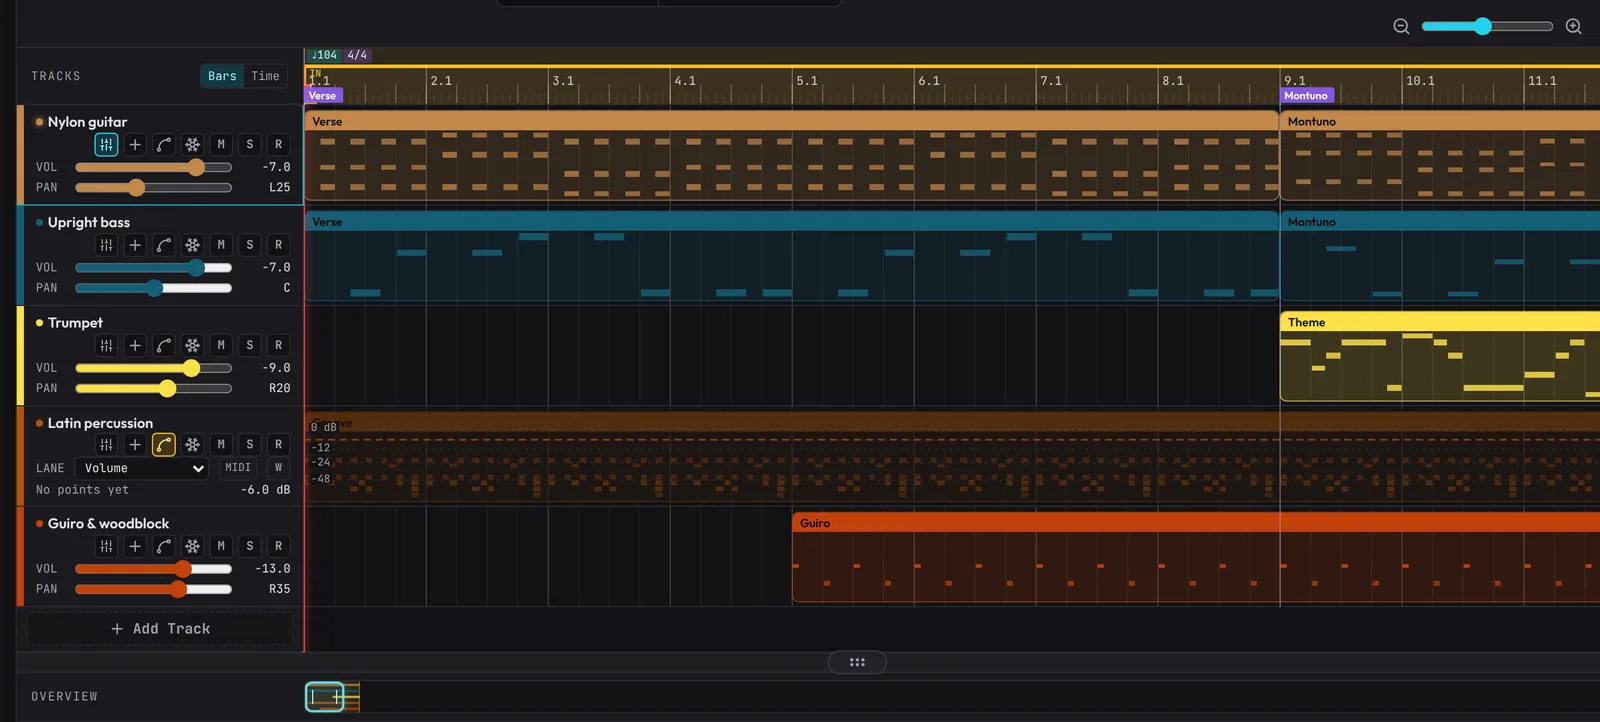 ♩104 4/4
TRACKS Bars Time
IN
1.1 2.1 3.1 4.1 5.1 6.1 7.1 8.1 9.1 10.1 11.1
Verse Montuno
Nylon guitar
M S R
VOL -7.0
PAN L25
Verse Montuno
Upright bass
M S R
VOL -7.0
PAN C
Verse Montuno
Trumpet
M S R
VOL -9.0
PAN R20
Theme
Latin percussion
M S R
LANE Volume MIDI W
No points yet -6.0 dB
0 dB
-12
-24
-48
Guiro & woodblock
M S R
VOL -13.0
PAN R35
Guiro
+ Add Track
OVERVIEW